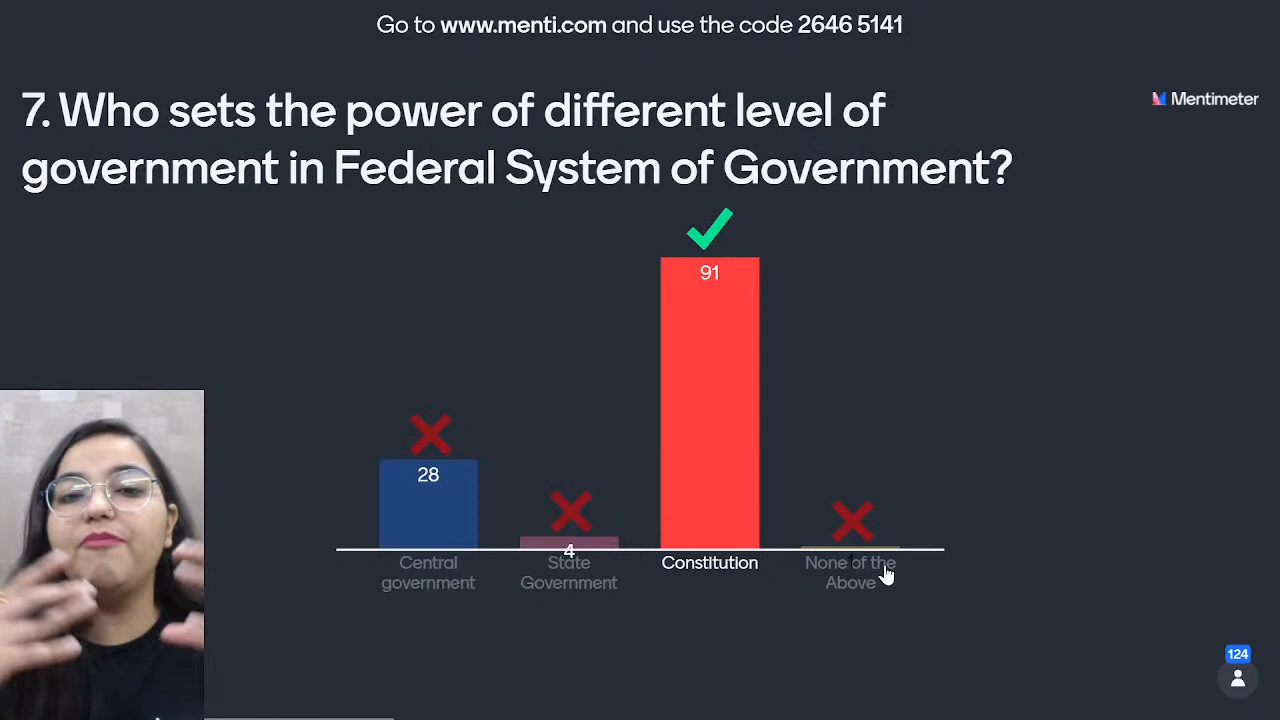 Go to www.menti.com and use the code 2646 5141
7. Who sets the power of different level of
government in Federal System of Government?
Mentimeter
91
28
4
Central
government
State
Government
Constitution
None of the
Above
124